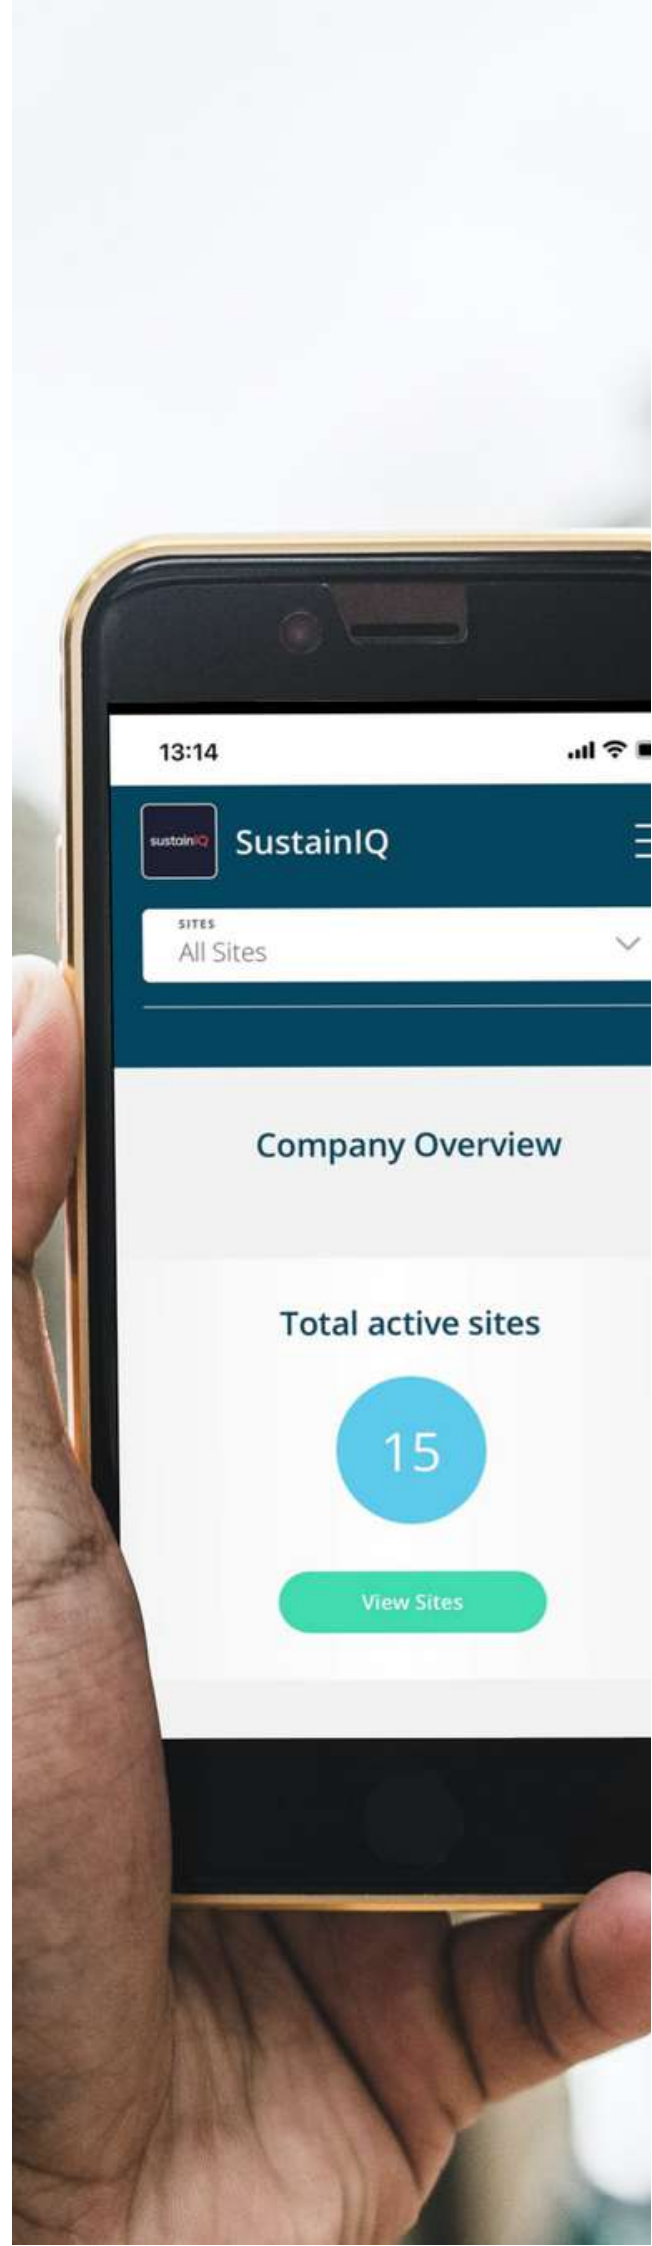 13:14
sustainIQ
SustainIQ
SITES
All Sites
Company Overview
Total active sites
15
View Sites